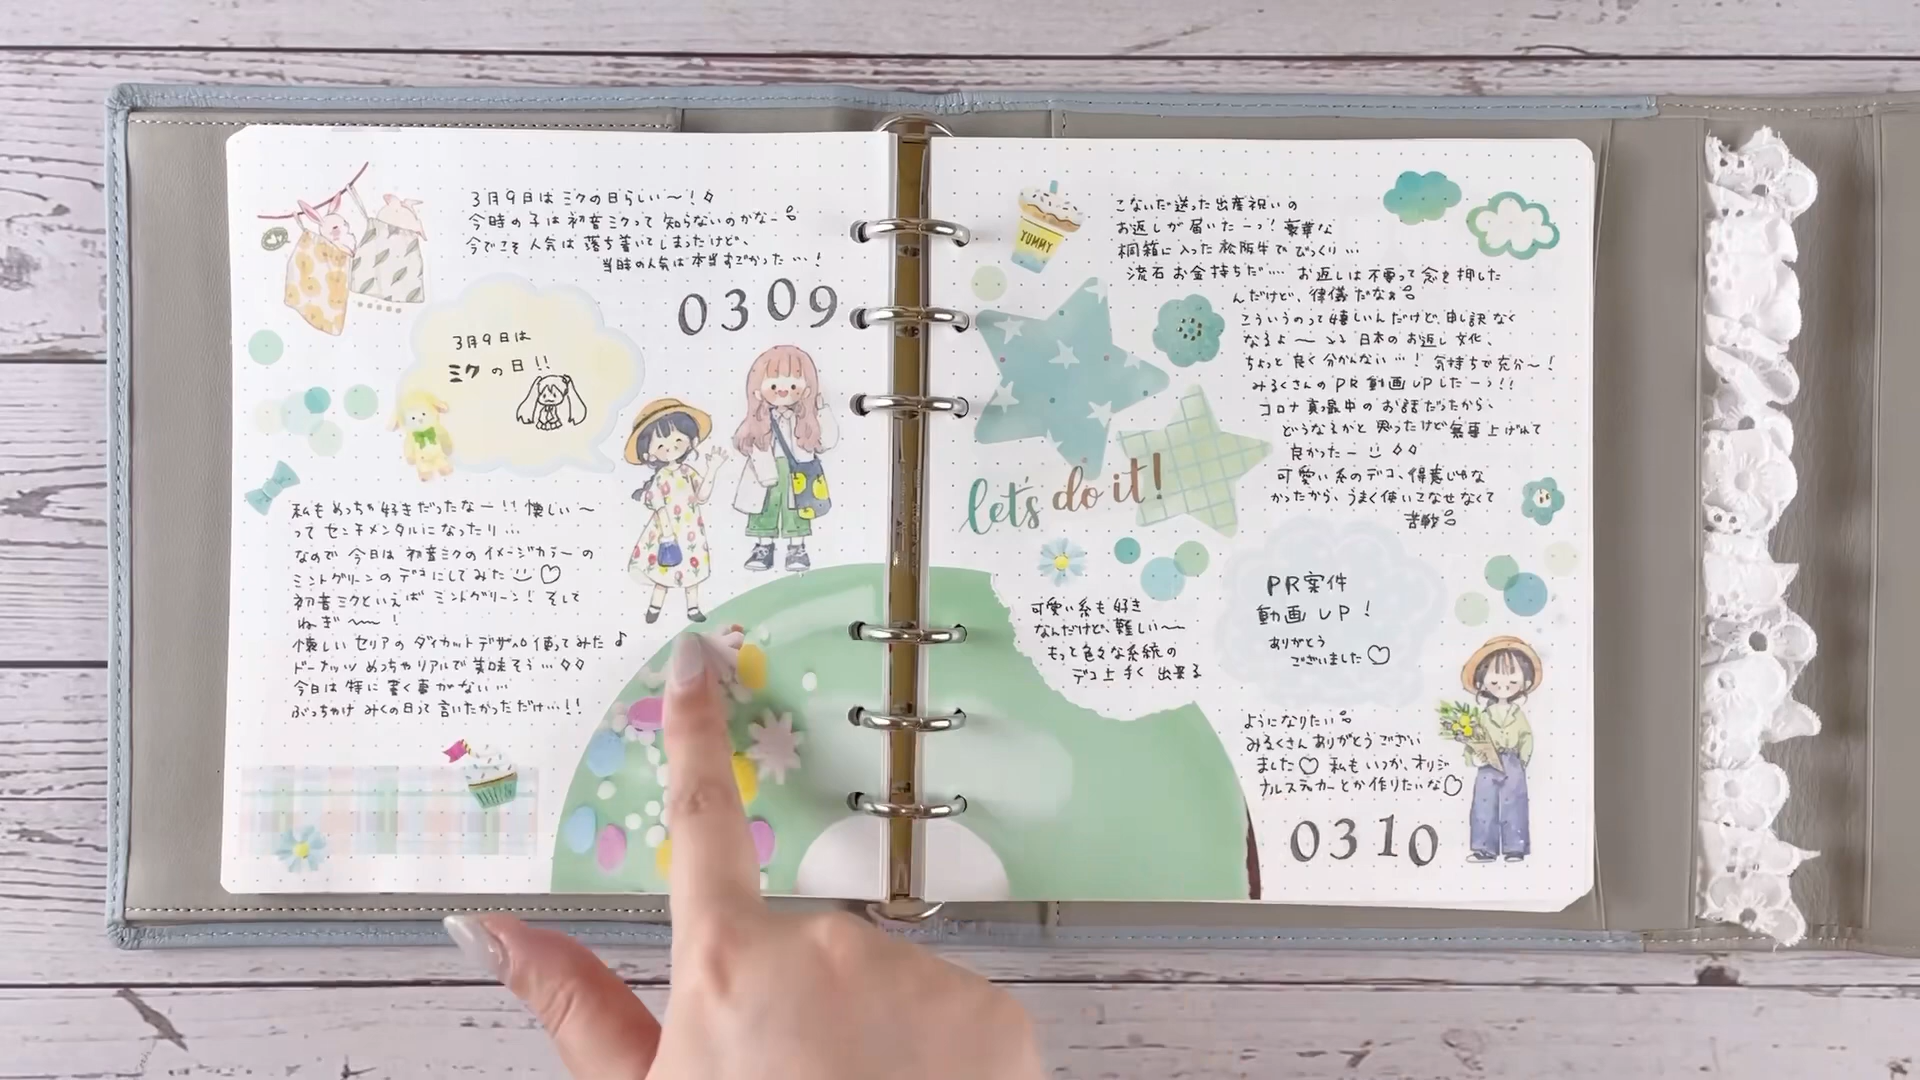 3月9日は ミクの日らしい〜!
今時の子は初音ミクって知らないのかなー
今でこそ人気は落ち着いてしまったけど、
当時の人気は本当すごかった…!
0309
3月9日は
ミクの日!!
私もめっちゃ好きだったなー!!懐しい〜
ってセンチメンタルになったり…
なので今日は初音ミクのイメージカラーの
ミントグリーンのデコにしてみた♡
初音ミクといえばミントグリーン!そして
ねぎ〜!
懐しいセリアのダイカットデザペ使ってみた♪
ドーナッツめっちゃリアルで美味そう…
今日は特に書く事がない…
ぶっちゃけみくの日って言いたかっただけ…!!
YUMMY
こないだ送った出産祝いの
お返しが届いたーっ!豪華な
桐箱に入った松阪牛でびっくり…
流石お金持ちだ… お返しは不要って念を押した
んだけど、律儀だなぁ
こういうのって嬉しいんだけど、申し訳なく
なるよ〜 日本のお返し文化、
ちょっと良く分かんない…!気持ちで充分〜!
みるくさんのPR動画UPしたーっ!!
コロナ真っ最中のお話だったから、
どうなるかと思ったけど無事上げれて
良かったー
可愛い系のデコ、得意じゃな
かったから、うまく使いこなせなくて
苦戦
let's do it!
可愛い系も好き
なんだけど、難しい〜
もっと色々な系統の
デコ上手く出来る
PR案件
動画UP!
ありがとう
ございました♡
ようになりたい
みるくさんありがとうござい
ました♡ 私もいつか、オリジ
ナルステッカーとか作りたいな♡
0310